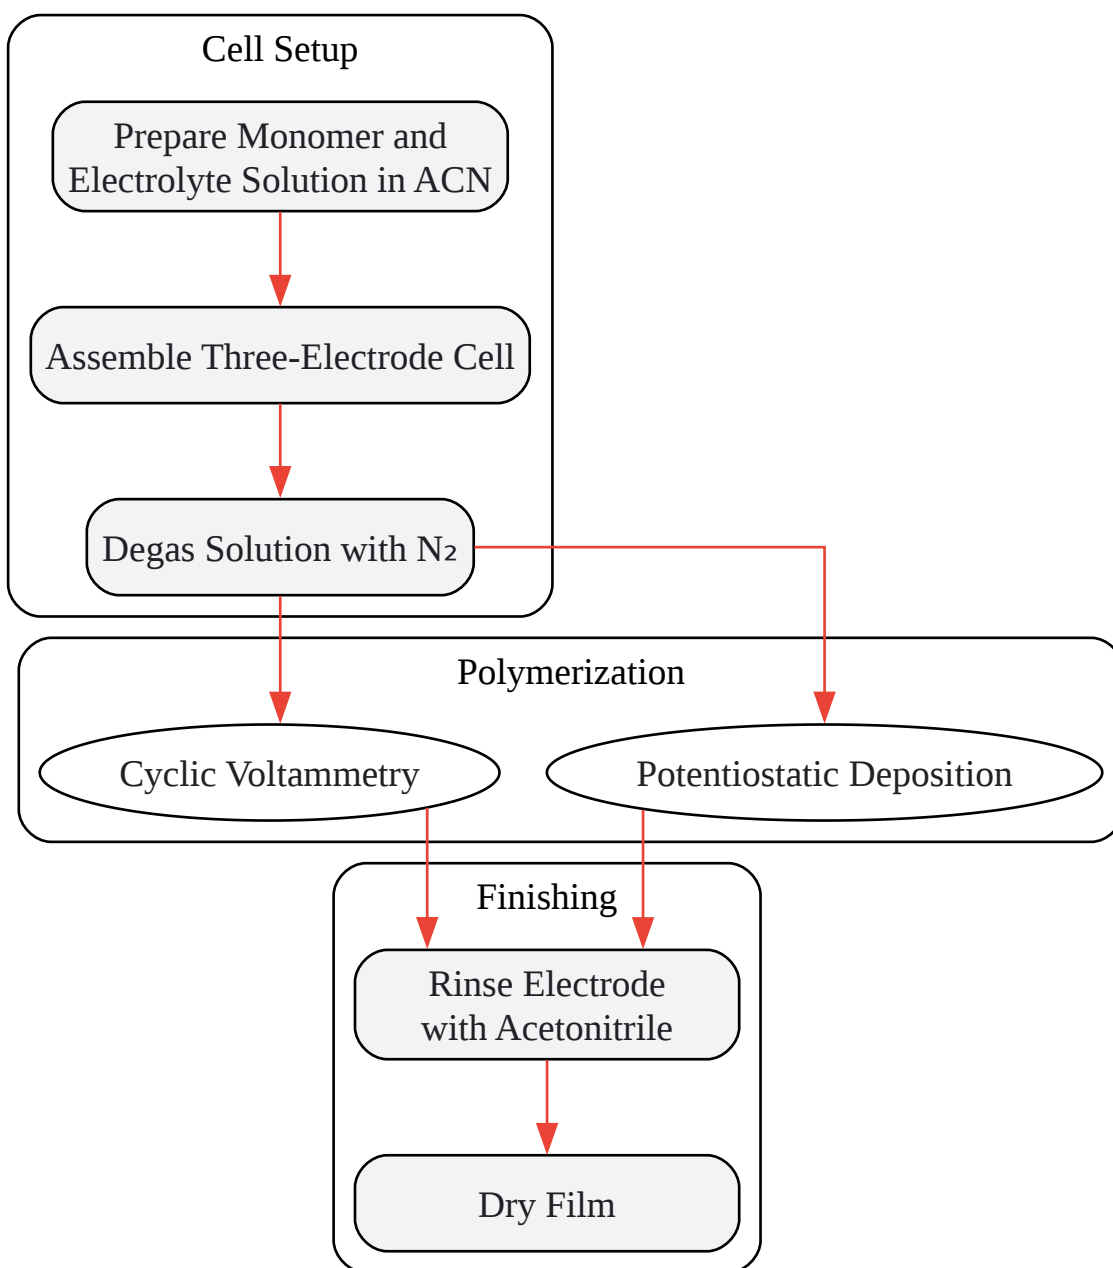 Cell Setup
Prepare Monomer and
Electrolyte Solution in ACN
Assemble Three-Electrode Cell
Degas Solution with N₂
Polymerization
Cyclic Voltammetry
Potentiostatic Deposition
Finishing
Rinse Electrode
with Acetonitrile
Dry Film